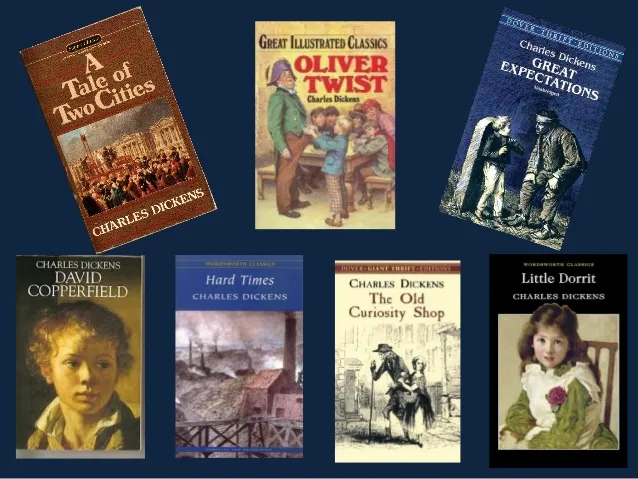 A
Tale of
Two Cities
CHARLES DICKENS
GREAT ILLUSTRATED CLASSICS
OLIVER
TWIST
Charles Dickens
DOVER · THRIFT · EDITIONS
Charles Dickens
GREAT
EXPECTATIONS
Unabridged
CHARLES DICKENS
DAVID
COPPERFIELD
WORDSWORTH CLASSICS
Hard Times
CHARLES DICKENS
DOVER · GIANT THRIFT · EDITIONS
CHARLES DICKENS
The Old
Curiosity Shop
WORDSWORTH CLASSICS
Little Dorrit
CHARLES DICKENS